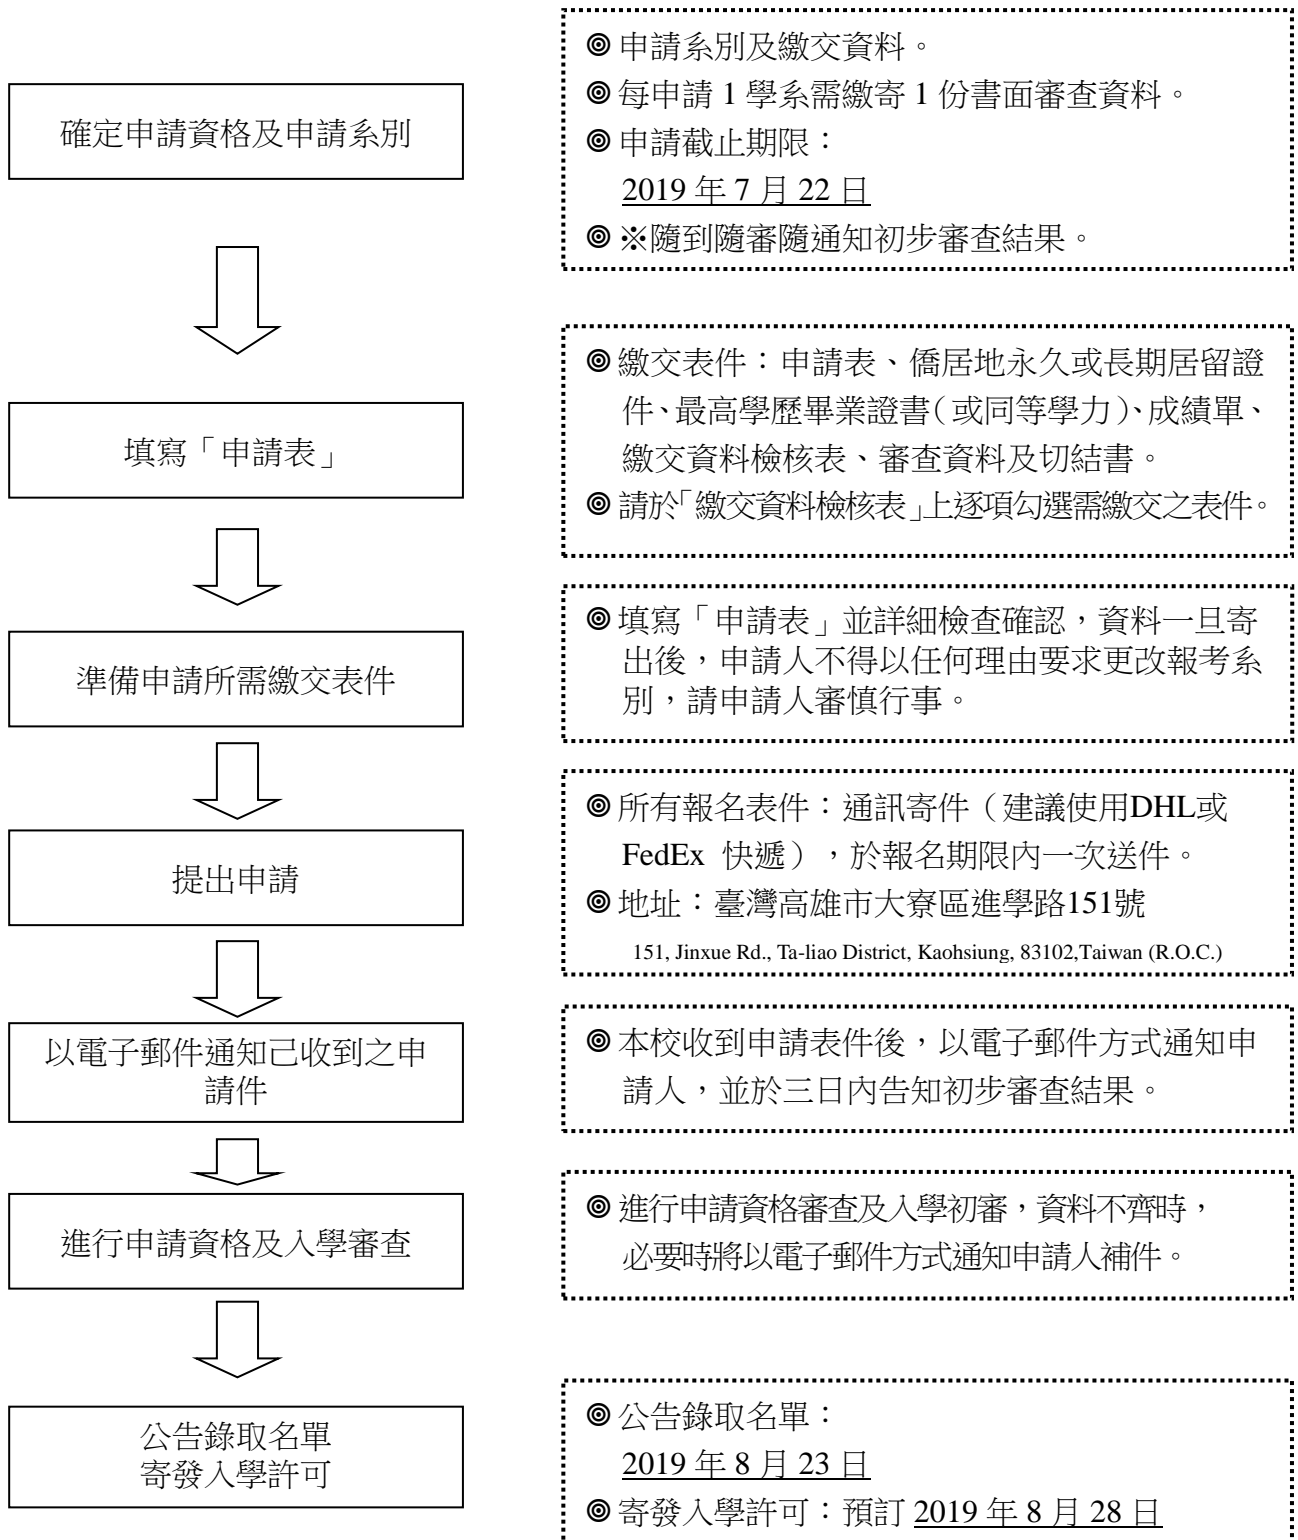 確定申請資格及申請系別
◎申請系別及繳交資料。
◎每申請 1 學系需繳寄 1 份書面審查資料。
◎申請截止期限：
2019 年 7 月 22 日
◎※隨到隨審隨通知初步審查結果。
填寫「申請表」
◎繳交表件：申請表、僑居地永久或長期居留證
件、最高學歷畢業證書（或同等學力）、成績單、
繳交資料檢核表、審查資料及切結書。
◎請於「繳交資料檢核表」上逐項勾選需繳交之表件。
準備申請所需繳交表件
◎填寫「申請表」並詳細檢查確認，資料一旦寄
出後，申請人不得以任何理由要求更改報考系
別，請申請人審慎行事。
提出申請
◎所有報名表件：通訊寄件（建議使用DHL或
FedEx 快遞），於報名期限內一次送件。
◎地址：臺灣高雄市大寮區進學路151號
151, Jinxue Rd., Ta-liao District, Kaohsiung, 83102,Taiwan (R.O.C.)
以電子郵件通知己收到之申
請件
◎本校收到申請表件後，以電子郵件方式通知申
請人，並於三日內告知初步審查結果。
進行申請資格及入學審查
◎進行申請資格審查及入學初審，資料不齊時，
必要時將以電子郵件方式通知申請人補件。
公告錄取名單
寄發入學許可
◎公告錄取名單：
2019 年 8 月 23 日
◎寄發入學許可：預訂 2019 年 8 月 28 日